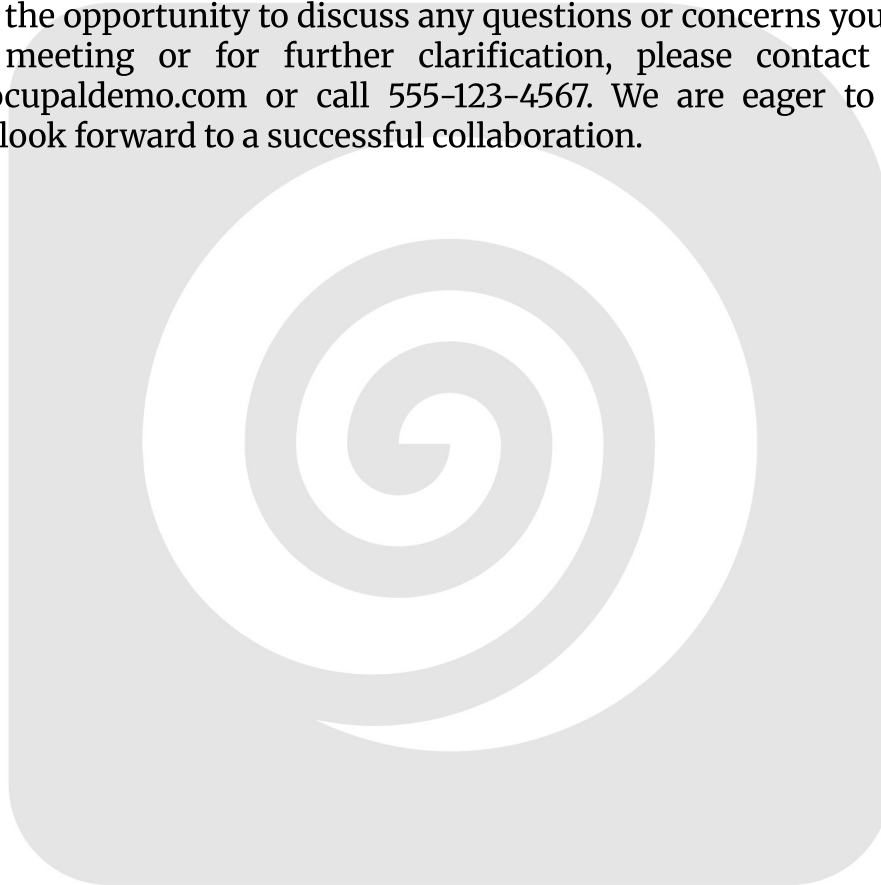 the opportunity to discuss any questions or concerns you
meeting or for further clarification, please contact
ocupaldemo.com or call 555-123-4567. We are eager to
look forward to a successful collaboration.